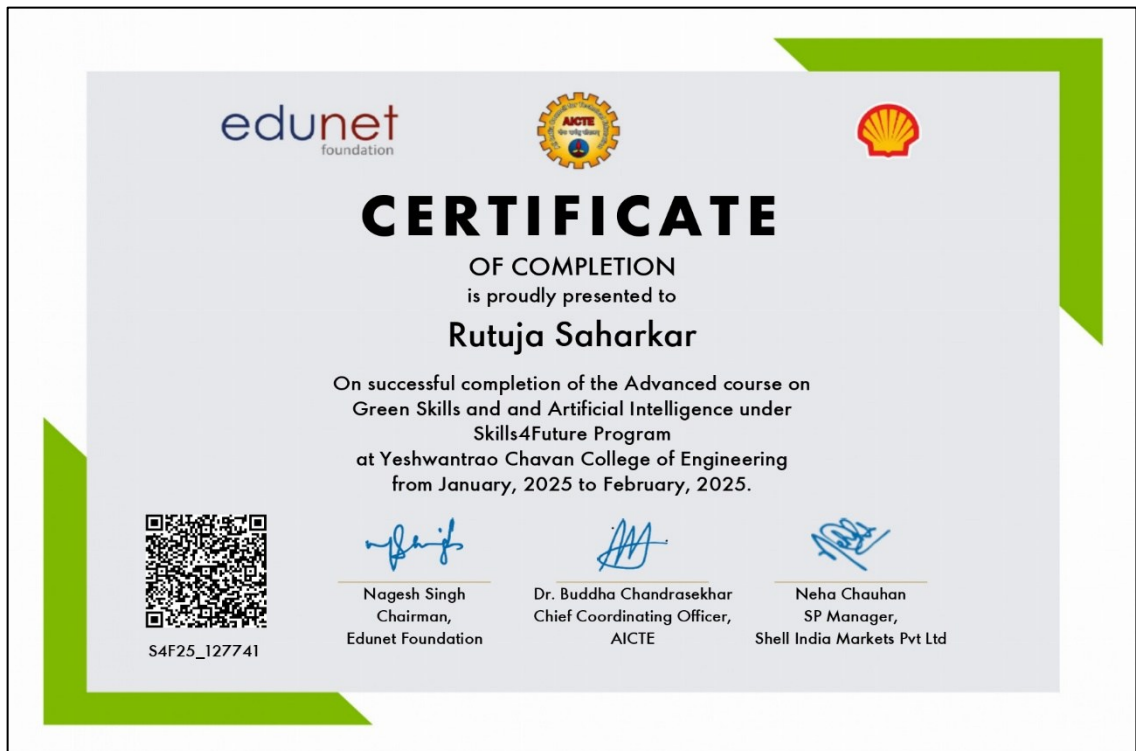 edunet
foundation
AICTE
CERTIFICATE
OF COMPLETION
is proudly presented to
Rutuja Saharkar
On successful completion of the Advanced course on
Green Skills and and Artificial Intelligence under
Skills4Future Program
at Yeshwantrao Chavan College of Engineering
from January, 2025 to February, 2025.
S4F25_127741
Nagesh Singh
Chairman,
Edunet Foundation
Dr. Buddha Chandrasekhar
Chief Coordinating Officer,
AICTE
Neha Chauhan
SP Manager,
Shell India Markets Pvt Ltd